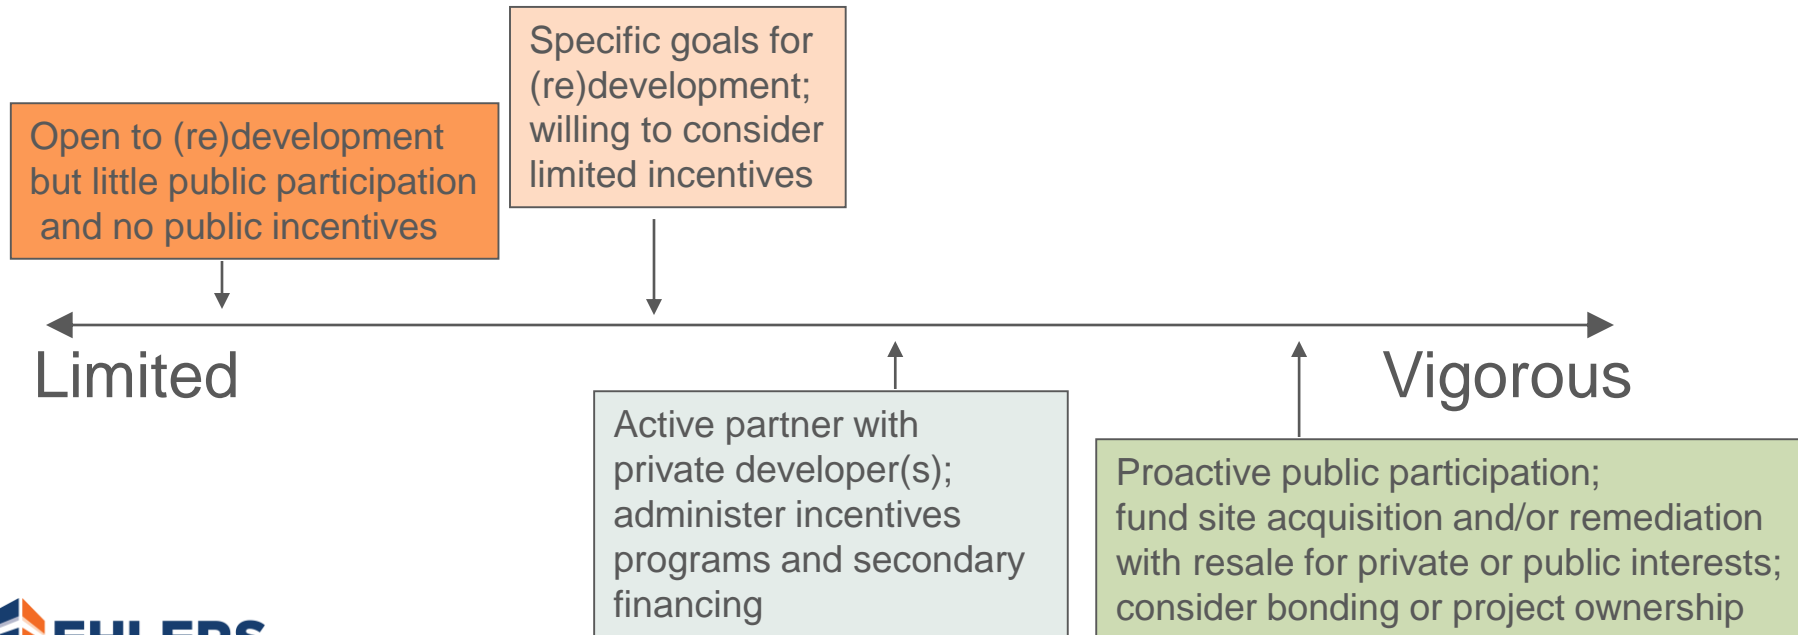 Specific goals for
(re)development;
willing to consider
limited incentives
Open to (re)development
but little public participation
and no public incentives
Limited
Vigorous
Active partner with
private developer(s);
administer incentives
programs and secondary
financing
Proactive public participation;
fund site acquisition and/or remediation
with resale for private or public interests;
consider bonding or project ownership
EHLERS